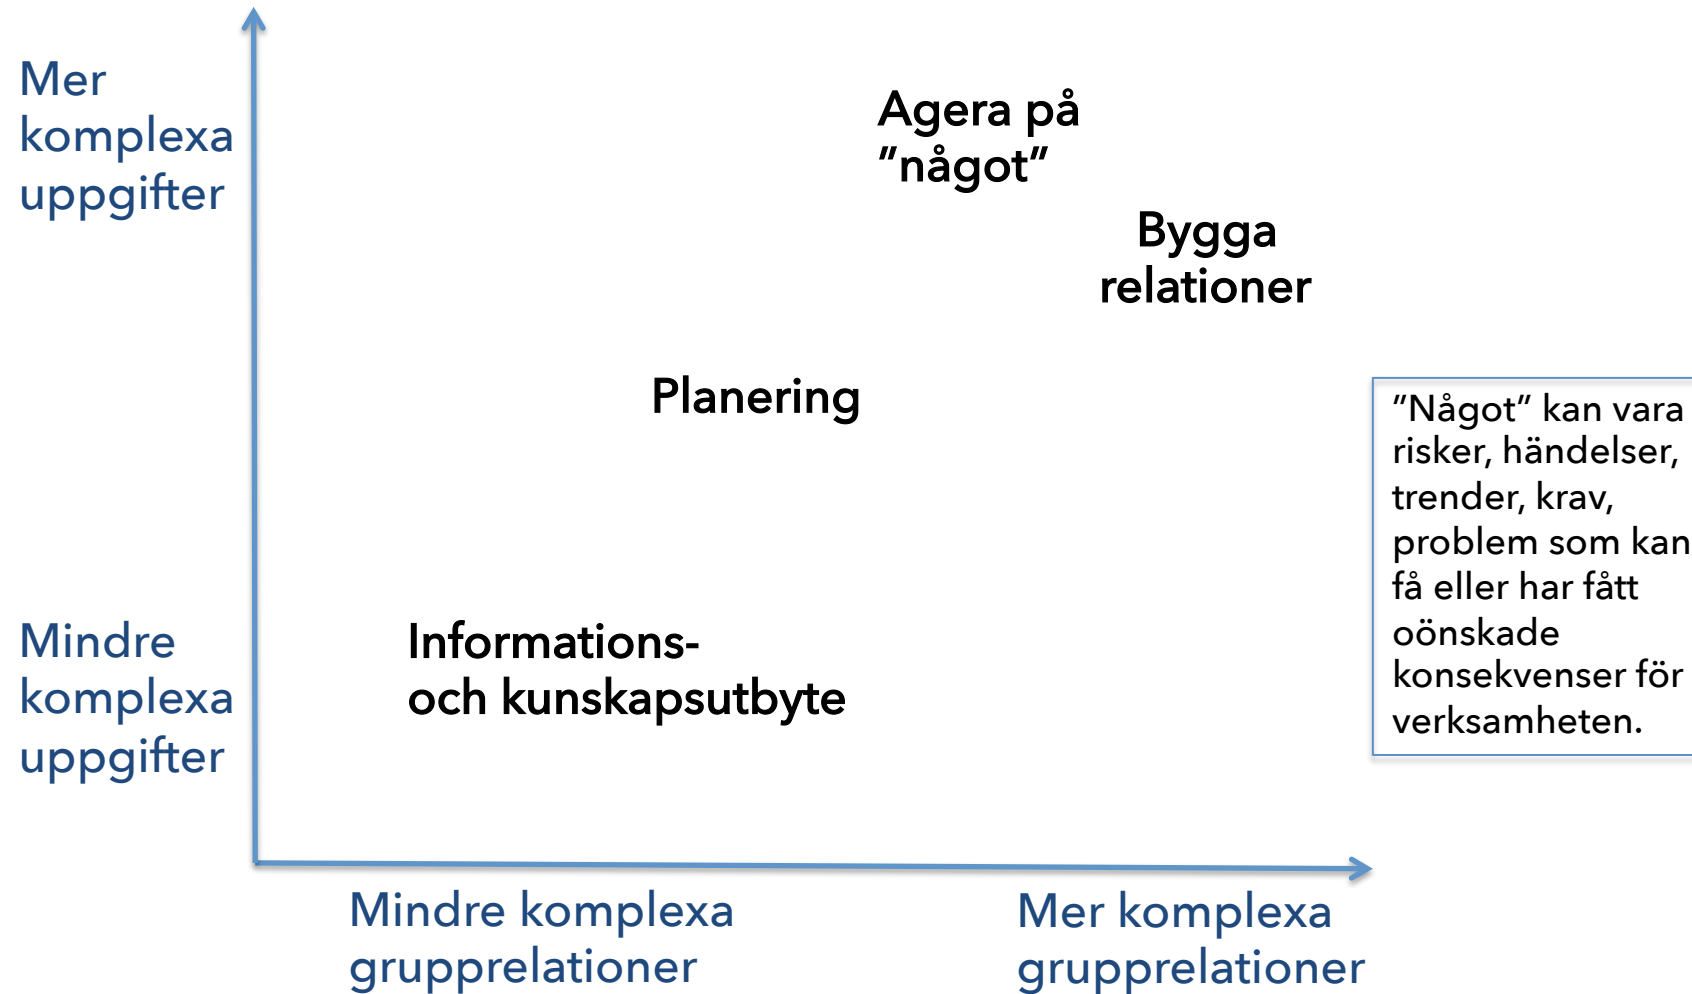 Mer
komplexa
uppgifter
Agera på
”något”
Bygga
relationer
Planering
”Något” kan vara
risker, händelser,
trender, krav,
problem som kan
få eller har fått
oönskade
konsekvenser för
verksamheten.
Mindre
komplexa
uppgifter
Informations-
och kunskapsutbyte
Mindre komplexa
grupprelationer
Mer komplexa
grupprelationer